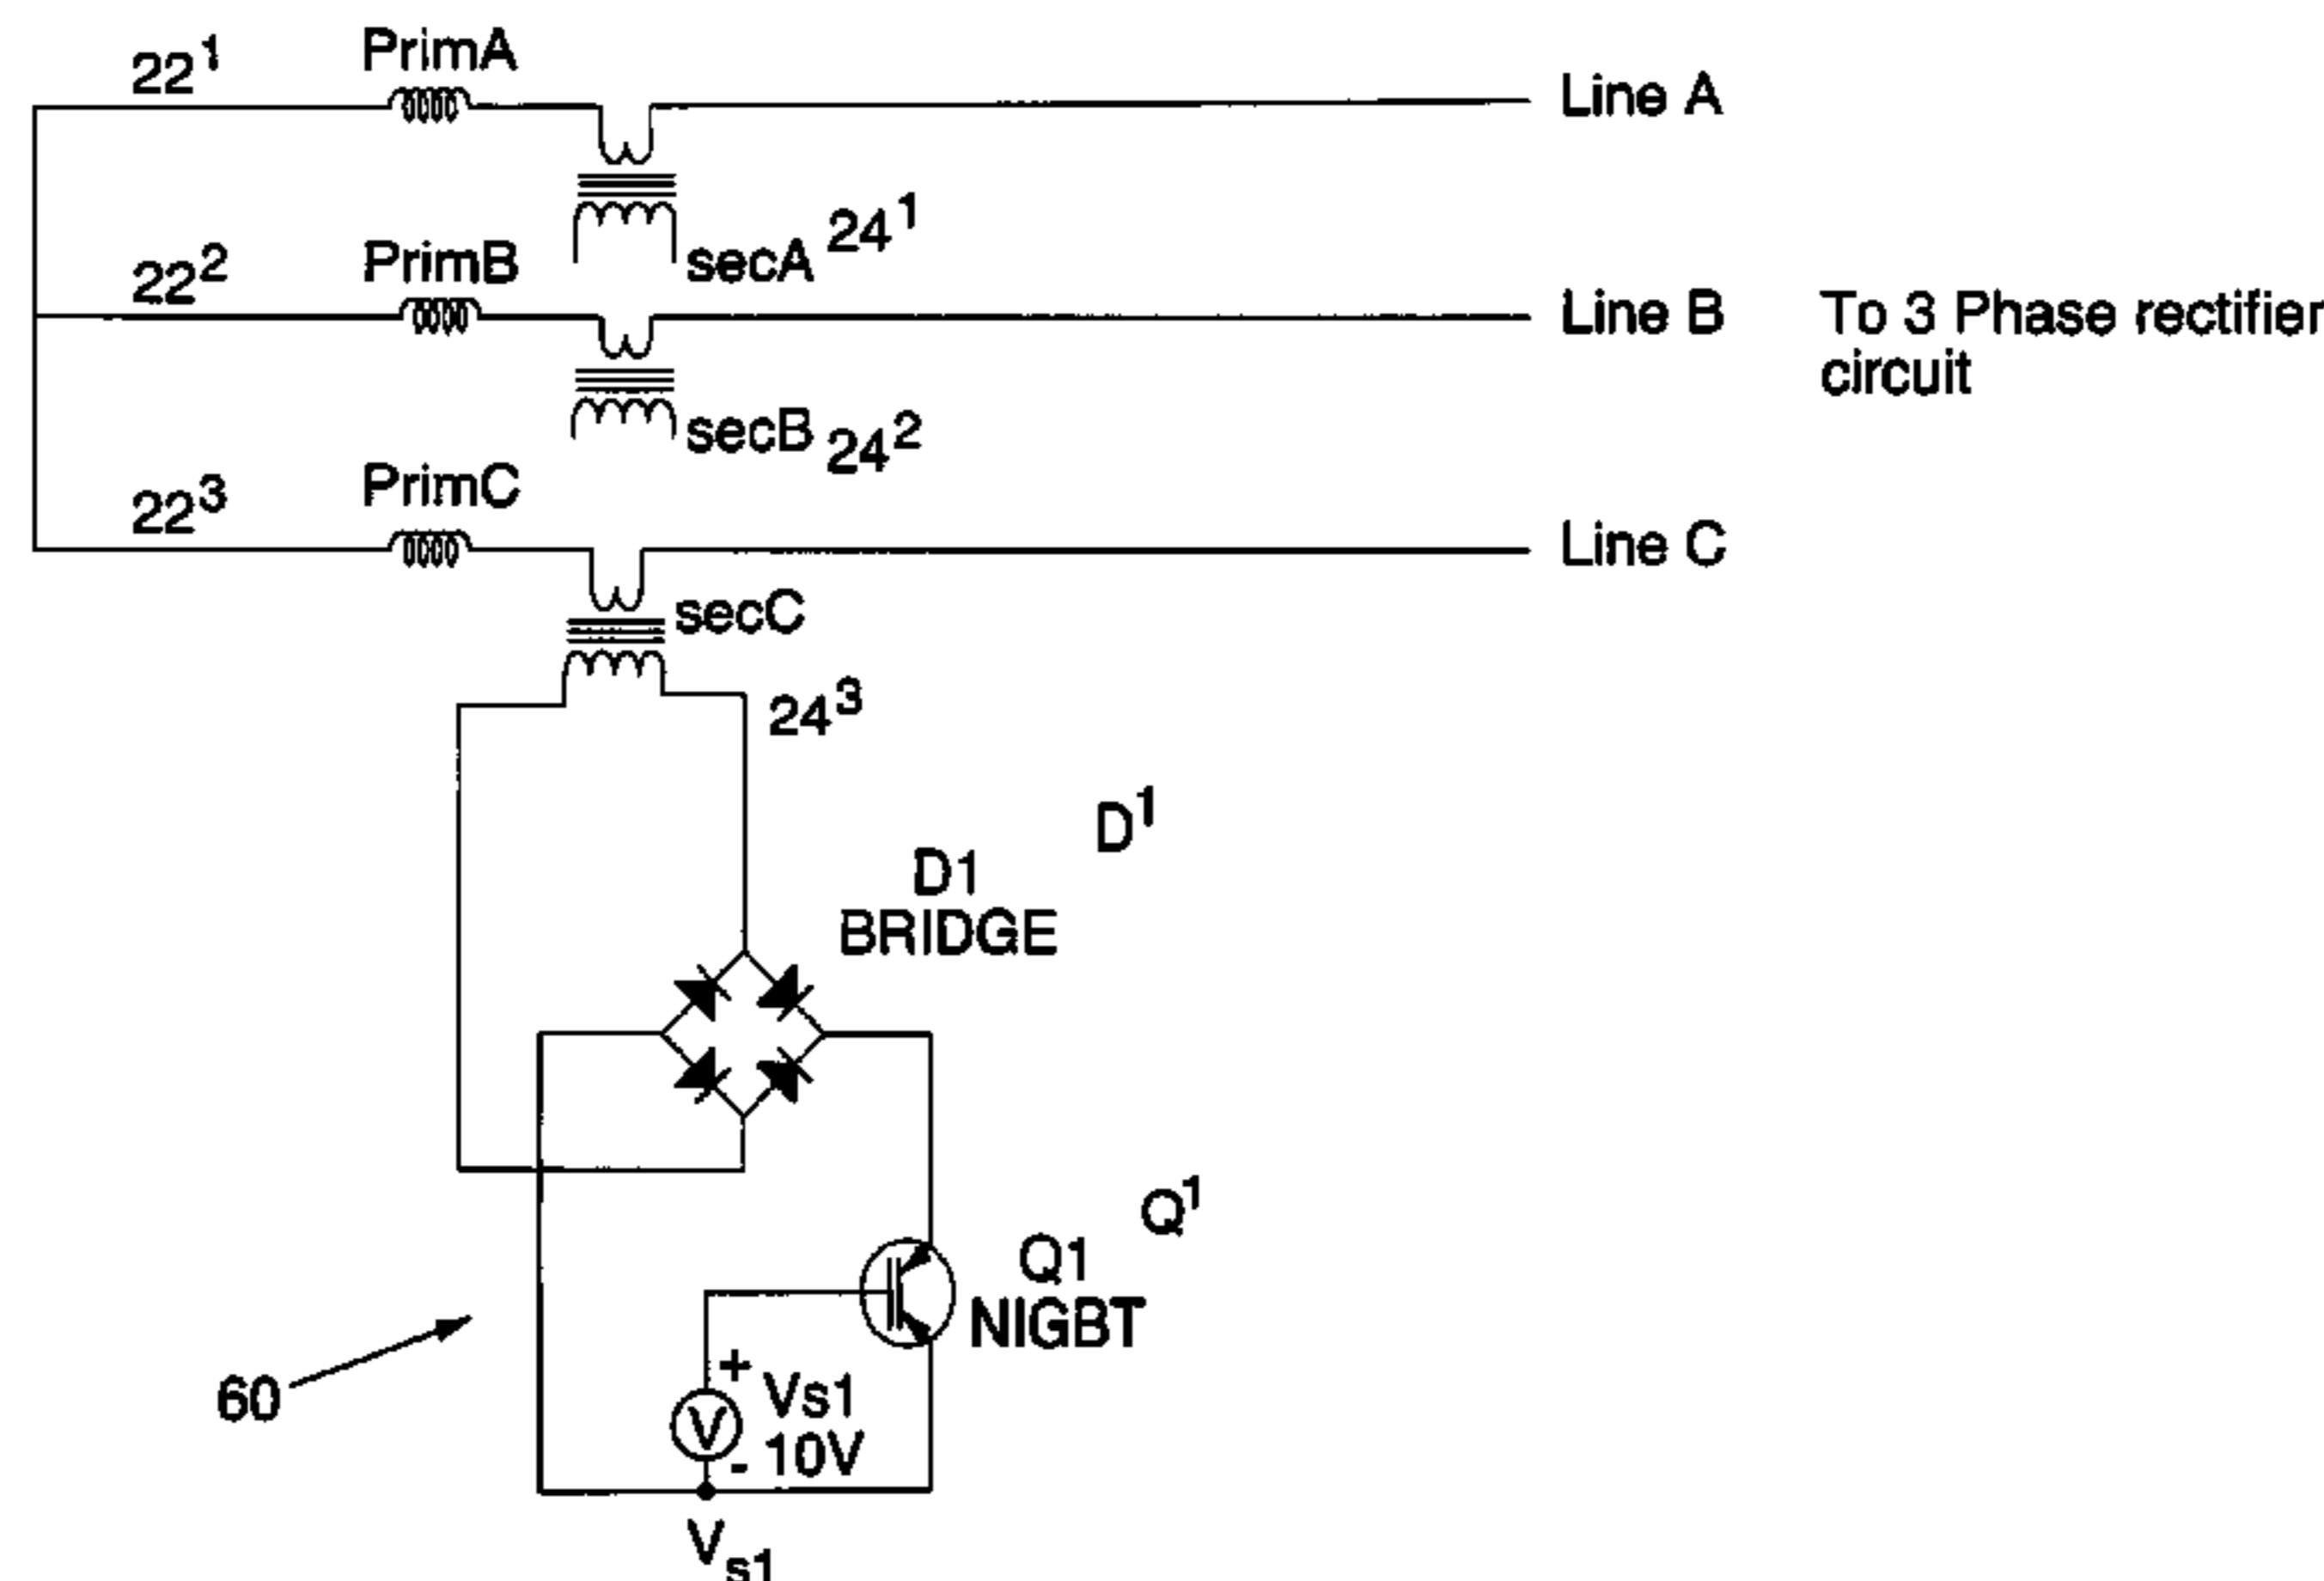 22¹ PrimA
Line A
24¹
22² PrimB
secA
Line B
To 3 Phase rectifier
circuit
secB 24²
22³ PrimC
Line C
secC
24³
D¹
D1
BRIDGE
Q¹
Q1
NIGBT
+
Vs1
60
V
10V
-
Vs1